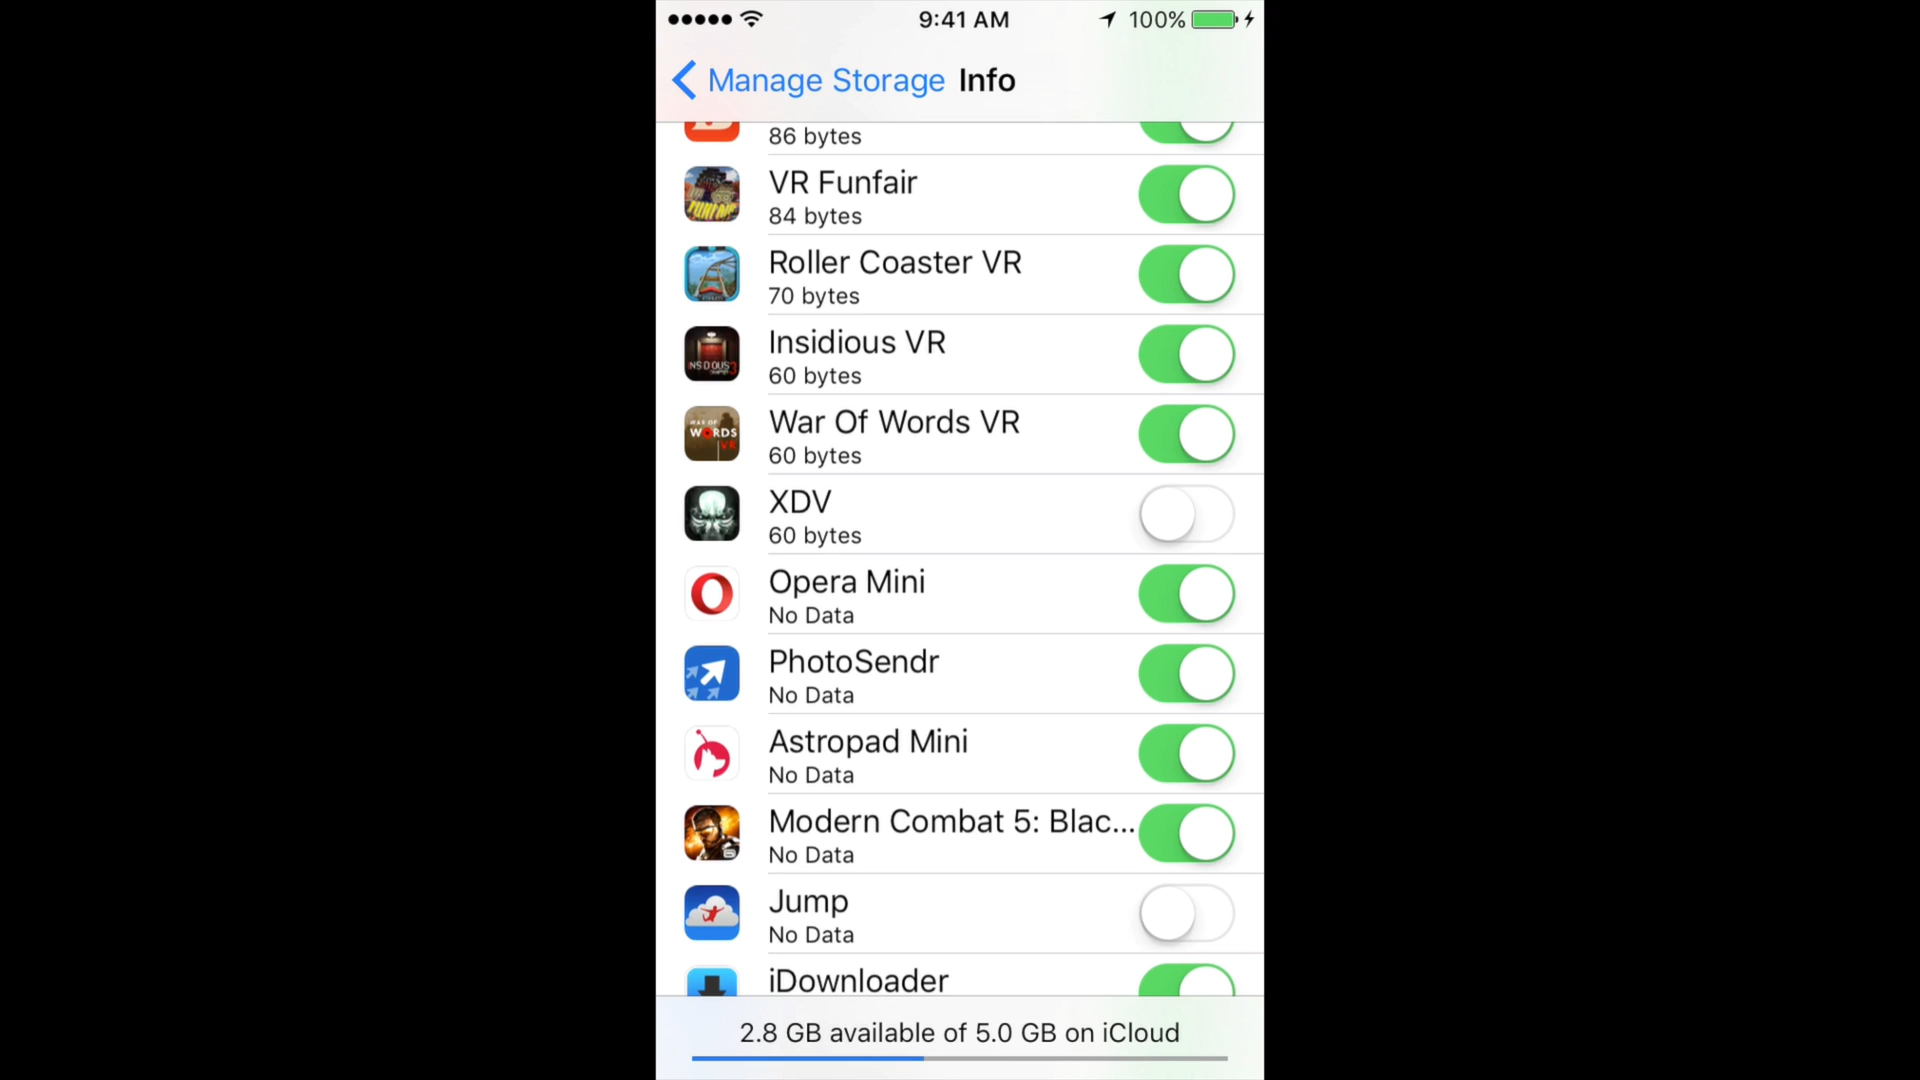 9:41 AM
100%
Manage Storage Info
86 bytes
VR Funfair
84 bytes
Roller Coaster VR
70 bytes
Insidious VR
60 bytes
War Of Words VR
60 bytes
WORDS
VR
XDV
60 bytes
Opera Mini
No Data
PhotoSendr
No Data
Astropad Mini
No Data
Modern Combat 5: Blac...
No Data
Jump
No Data
iDownloader
2.8 GB available of 5.0 GB on iCloud